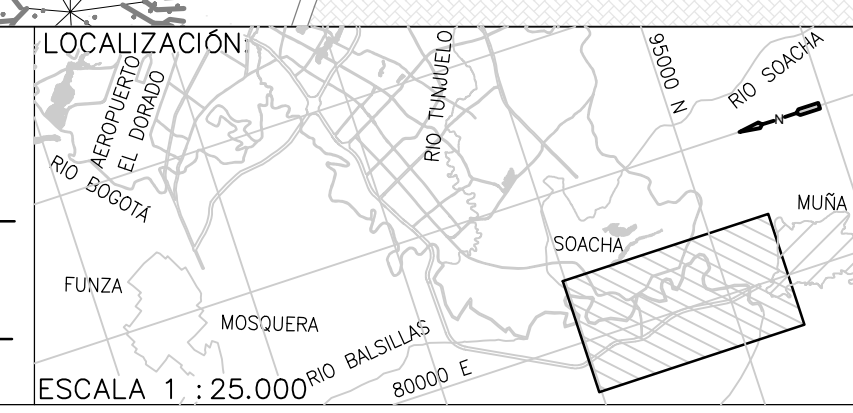 LOCALIZACIÓN:
AEROPUERTO
EL DORADO
RIO BOGOTÁ
RIO TUNJUELO
95000 N
RIO SOACHA
N
MUÑA
SOACHA
FUNZA
MOSQUERA
RIO BALSILLAS
80000 E
ESCALA 1 : 25.000